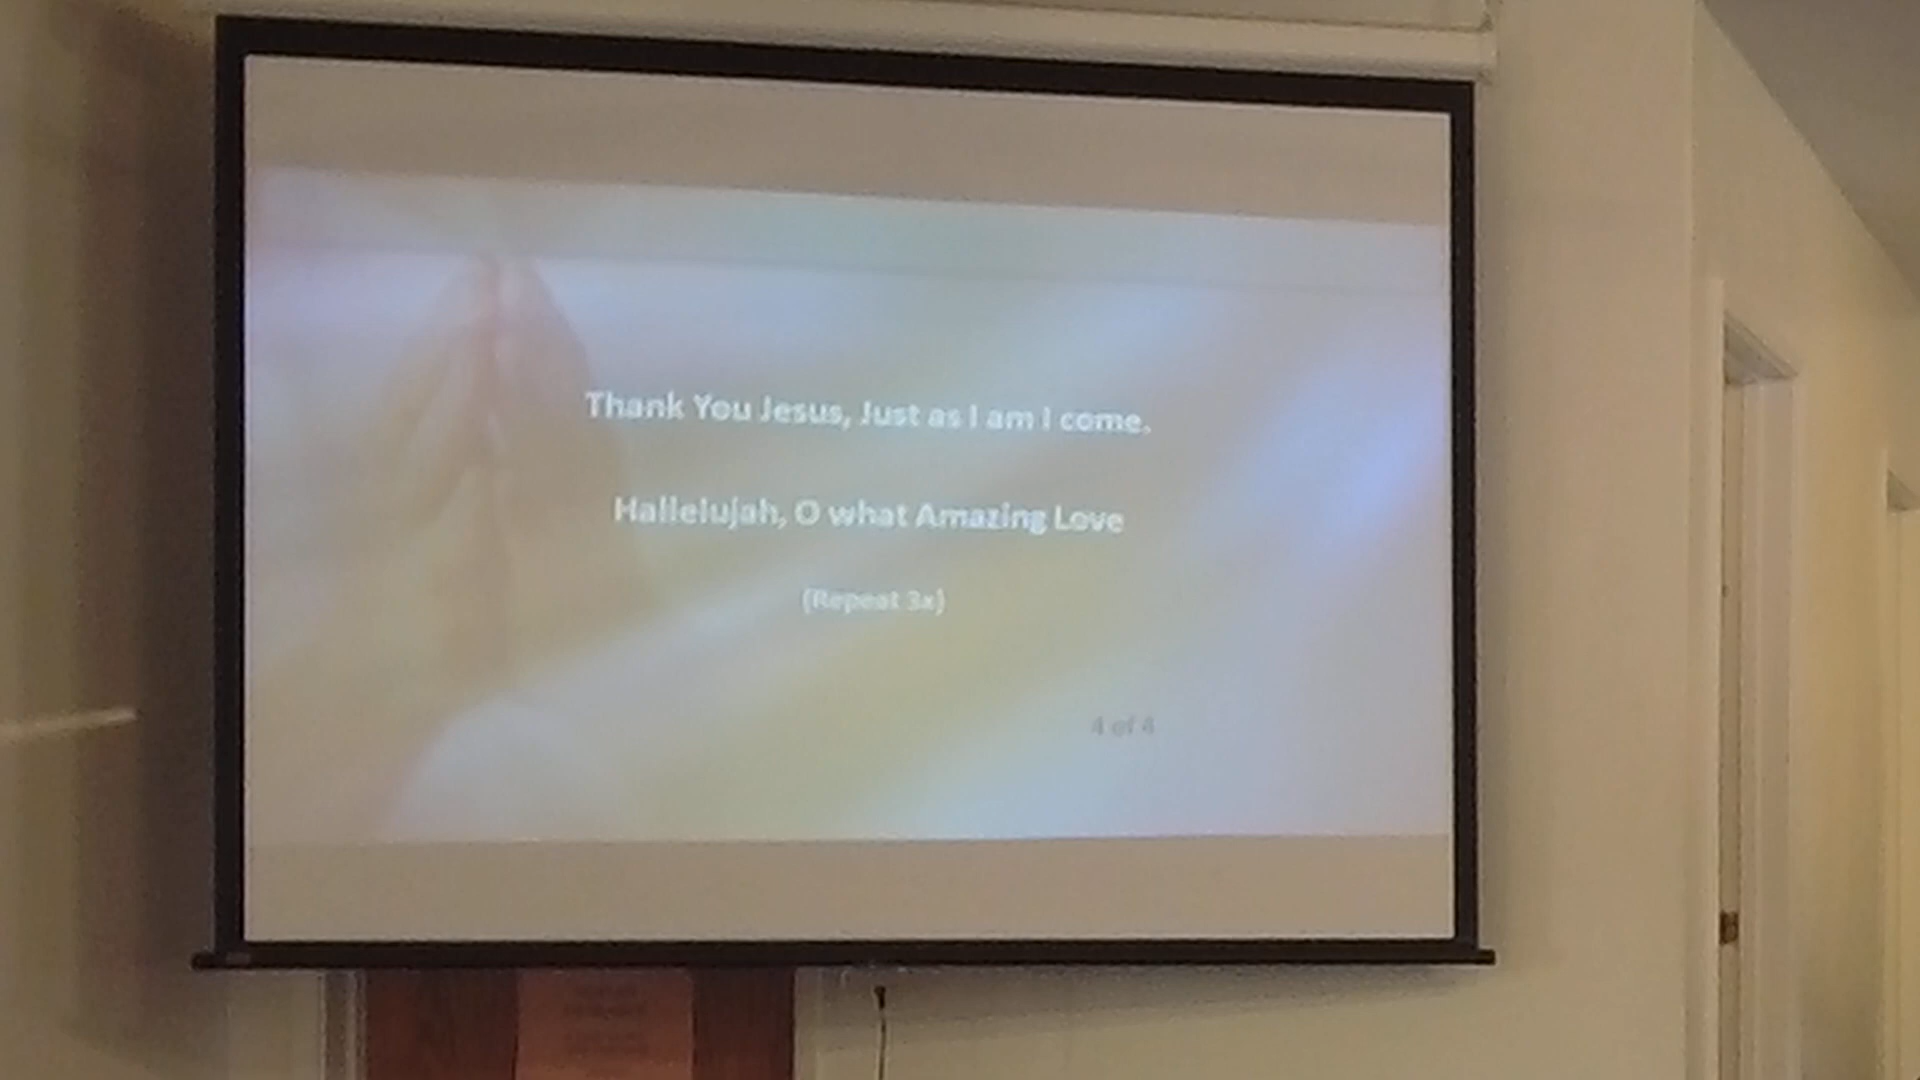 Thank You Jesus, Just as I am I come.
Hallelujah, O what Amazing Love
(Repeat 3x)
4 of 4